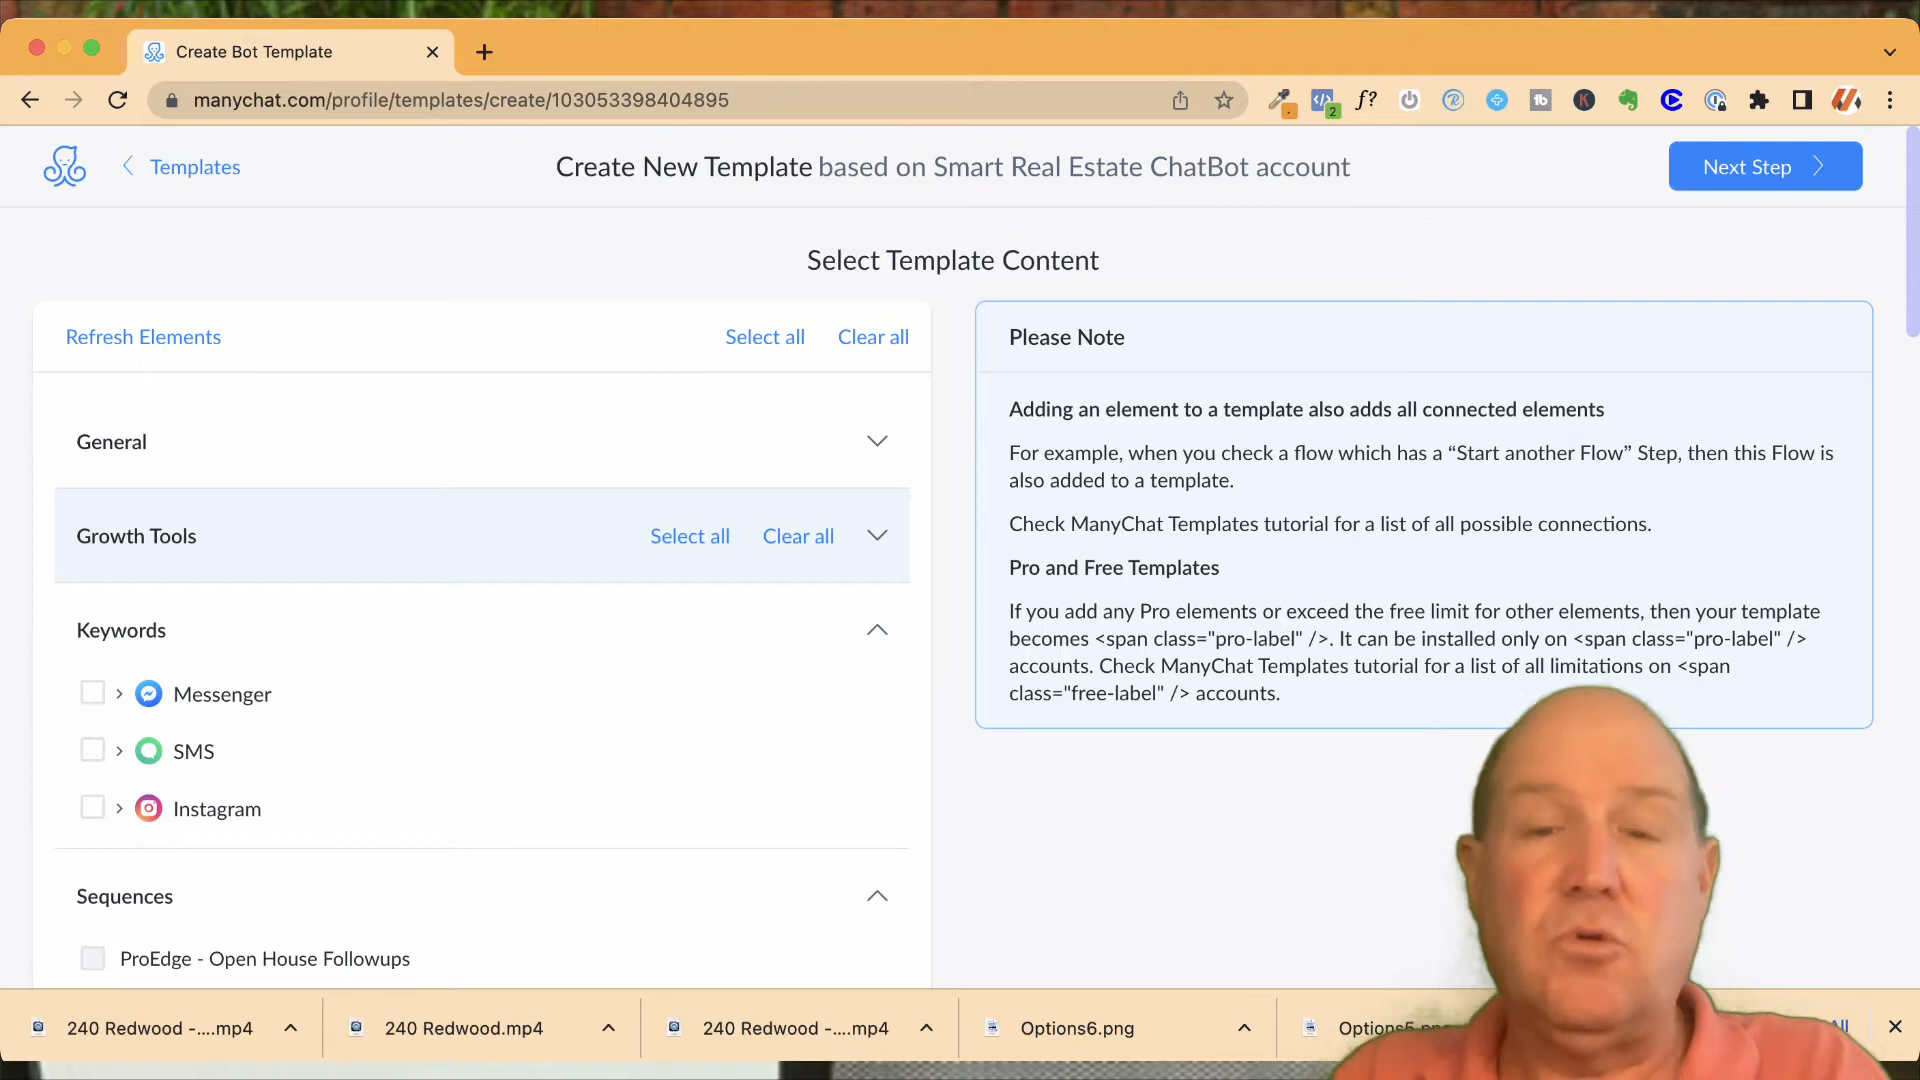 Create Bot Template
manychat.com/profile/templates/create/103053398404895
f?
2
tb
K
Templates
Create New Template based on Smart Real Estate ChatBot account
Next Step
Select Template Content
Refresh Elements
Select all
Clear all
General
Growth Tools
Select all
Clear all
Keywords
Messenger
SMS
Instagram
Sequences
ProEdge - Open House Followups
Please Note
Adding an element to a template also adds all connected elements
For example, when you check a flow which has a “Start another Flow” Step, then this Flow is
also added to a template.
Check ManyChat Templates tutorial for a list of all possible connections.
Pro and Free Templates
If you add any Pro elements or exceed the free limit for other elements, then your template
becomes <span class="pro-label" />. It can be installed only on <span class="pro-label" />
accounts. Check ManyChat Templates tutorial for a list of all limitations on <span
class="free-label" /> accounts.
240 Redwood -....mp4
240 Redwood.mp4
240 Redwood -....mp4
Options6.png
Options5.png